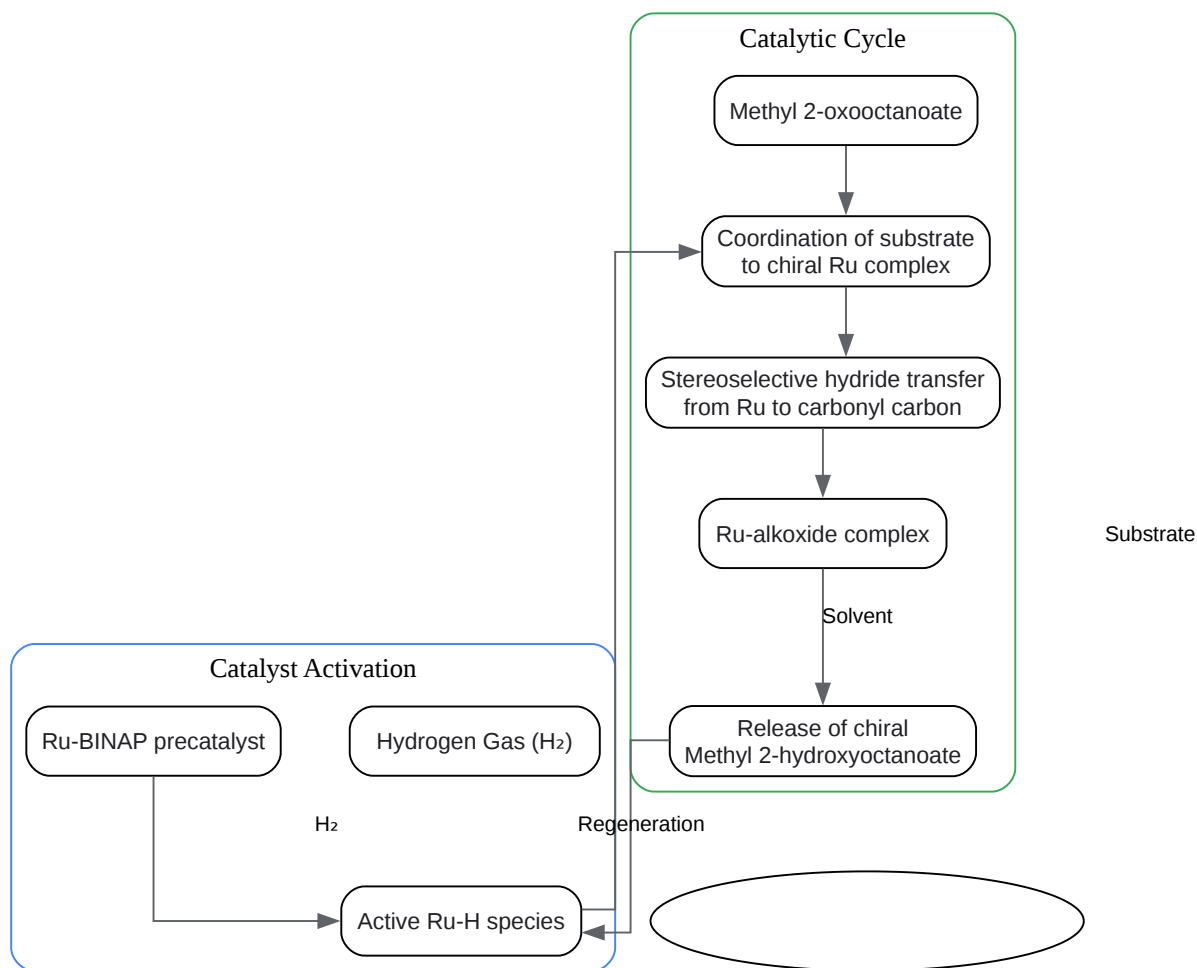 Catalytic Cycle
Methyl 2-oxooctanoate
Coordination of substrate
to chiral Ru complex
Stereoselective hydride transfer
from Ru to carbonyl carbon
Ru-alkoxide complex
Substrate
Solvent
Catalyst Activation
Ru-BINAP precatalyst
Hydrogen Gas (H₂)
Release of chiral
Methyl 2-hydroxyoctanoate
H₂
Regeneration
Active Ru-H species